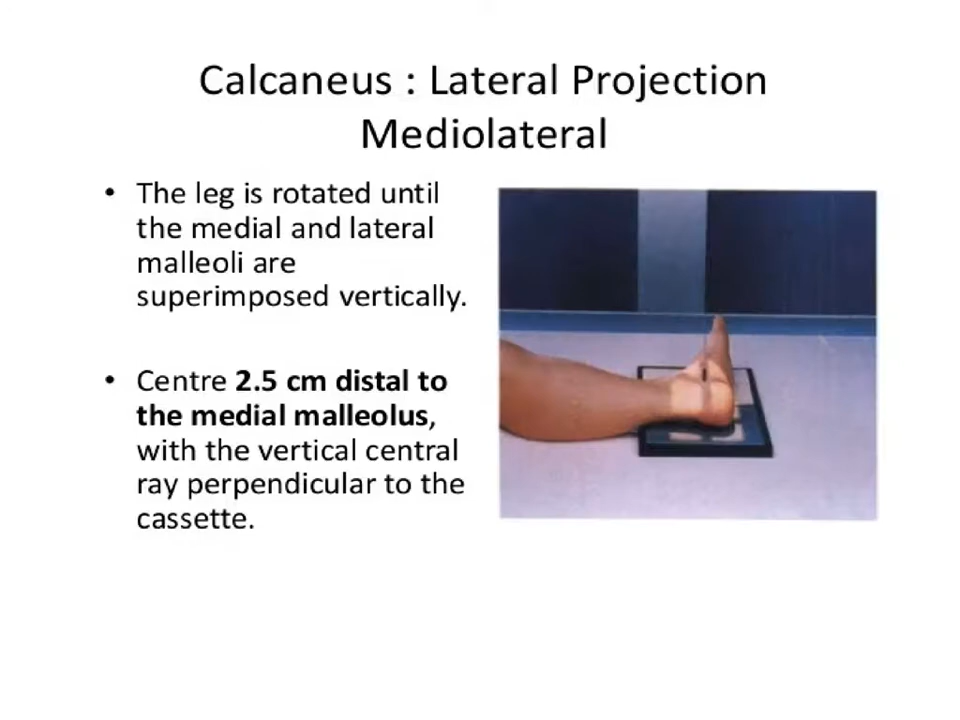 Calcaneus : Lateral Projection
Mediolateral
• The leg is rotated until
the medial and lateral
malleoli are
superimposed vertically.
• Centre 2.5 cm distal to
the medial malleolus,
with the vertical central
ray perpendicular to the
cassette.